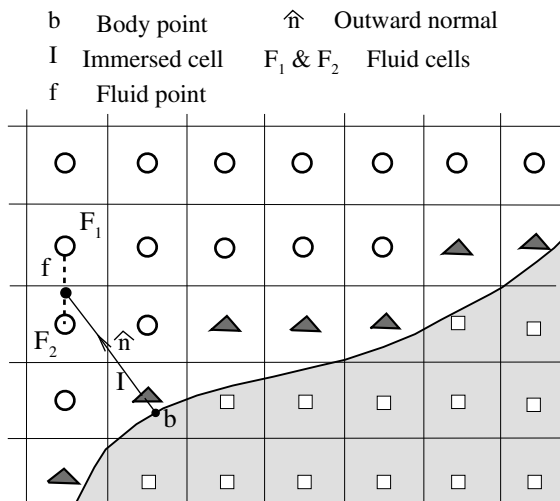 b Body point n̂ Outward normal
I Immersed cell F₁ & F₂ Fluid cells
f Fluid point
F₁
f
F₂
n̂
I
b